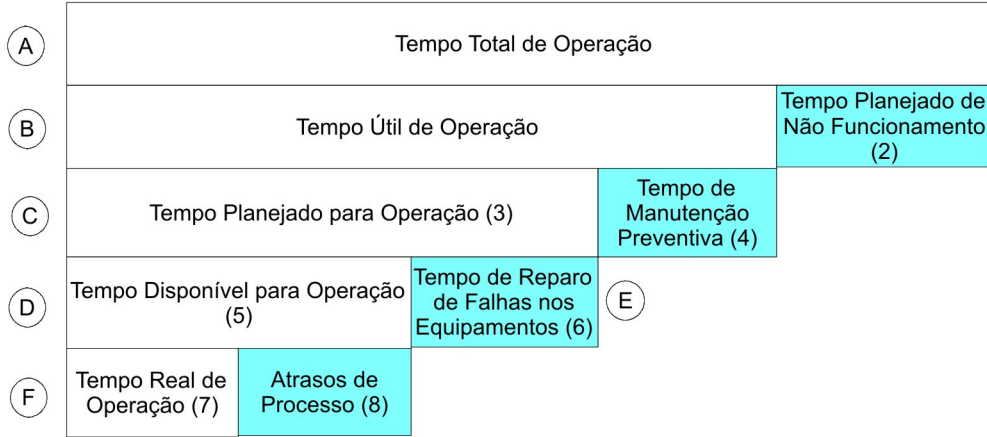 A
Tempo Total de Operação
B
Tempo Útil de Operação
Tempo Planejado de
Não Funcionamento
(2)
C
Tempo Planejado para Operação (3)
Tempo de
Manutenção
Preventiva (4)
D
Tempo Disponível para Operação
(5)
Tempo de Reparo
de Falhas nos
Equipamentos (6)
E
F
Tempo Real de
Operação (7)
Atrasos de
Processo (8)